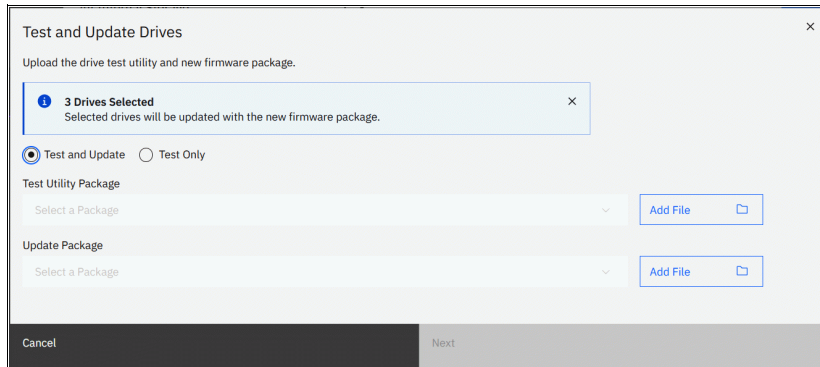 Test and Update Drives
Upload the drive test utility and new firmware package.
3 Drives Selected
Selected drives will be updated with the new firmware package.
Test and Update Test Only
Test Utility Package
Select a Package Add File
Update Package
Select a Package Add File
Cancel Next